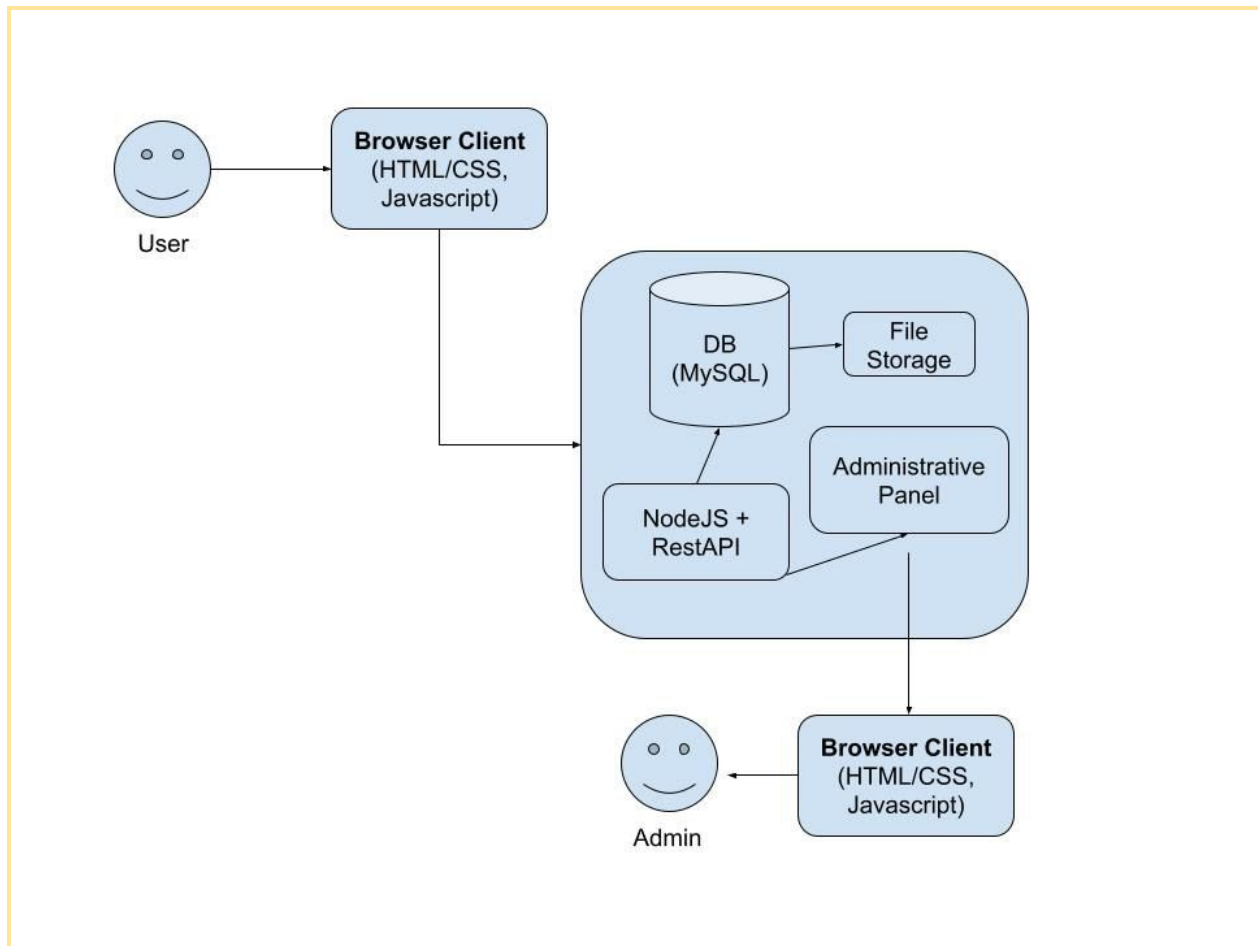 Browser Client
(HTML/CSS,
Javascript)
User
DB
(MySQL)
File
Storage
Administrative
Panel
NodeJS +
RestAPI
Browser Client
(HTML/CSS,
Javascript)
Admin